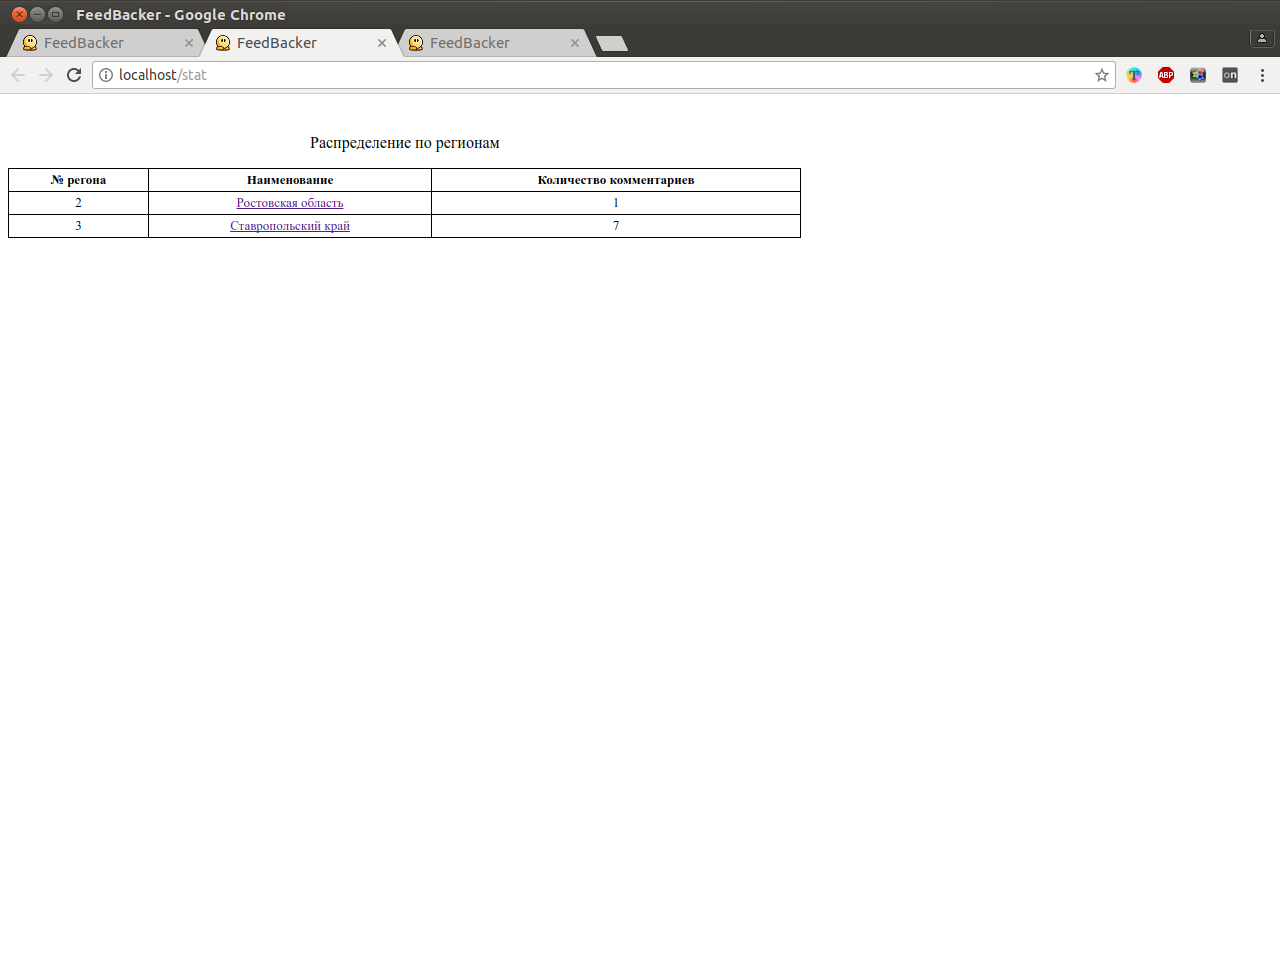 FeedBacker - Google Chrome
FeedBacker FeedBacker FeedBacker
localhost/stat ABP on
Распределение по регионам
№ регона Наименование Количество комментариев
2 Ростовская область 1
3 Ставропольский край 7